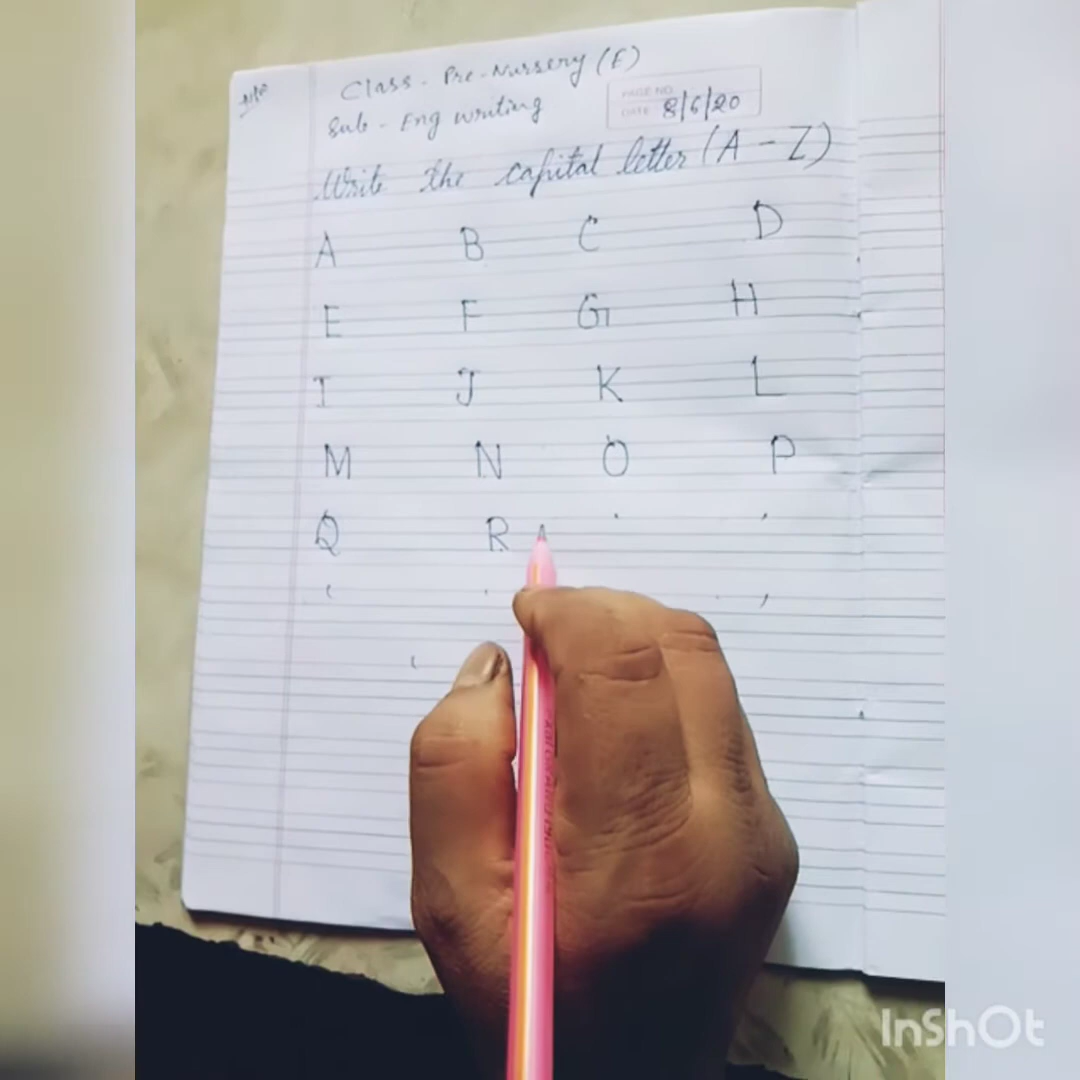 Class - Pre-Nursery (E)
Sub - Eng writing
PAGE NO.
DATE 8/6/20
Write the capital letter (A - Z)
A B C D
E F G H
I J K L
M N O P
Q R
InShOt